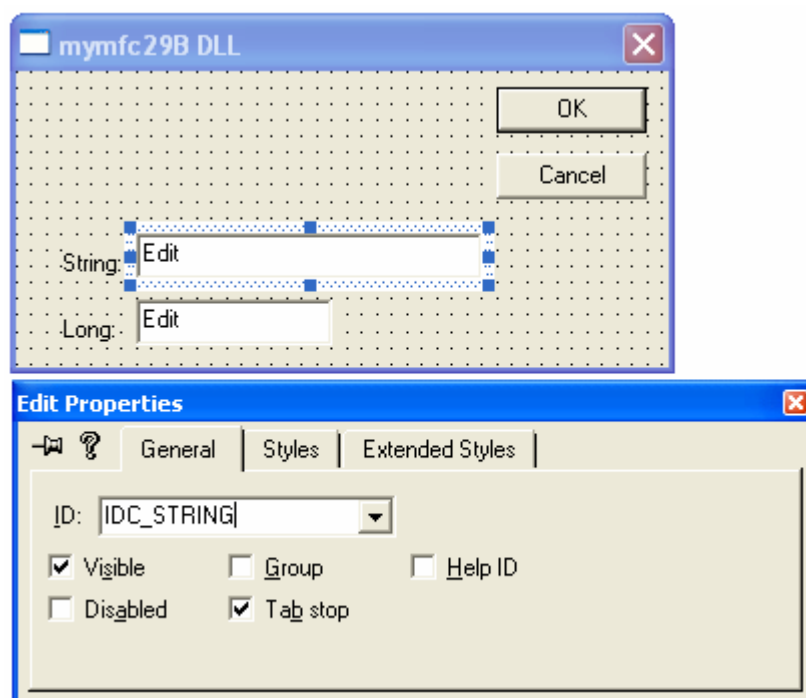 mymfc29B DLL
OK
Cancel
String: Edit
Long: Edit
Edit Properties
General Styles Extended Styles
ID: IDC_STRING
Visible Group Help ID
Disabled Tab stop